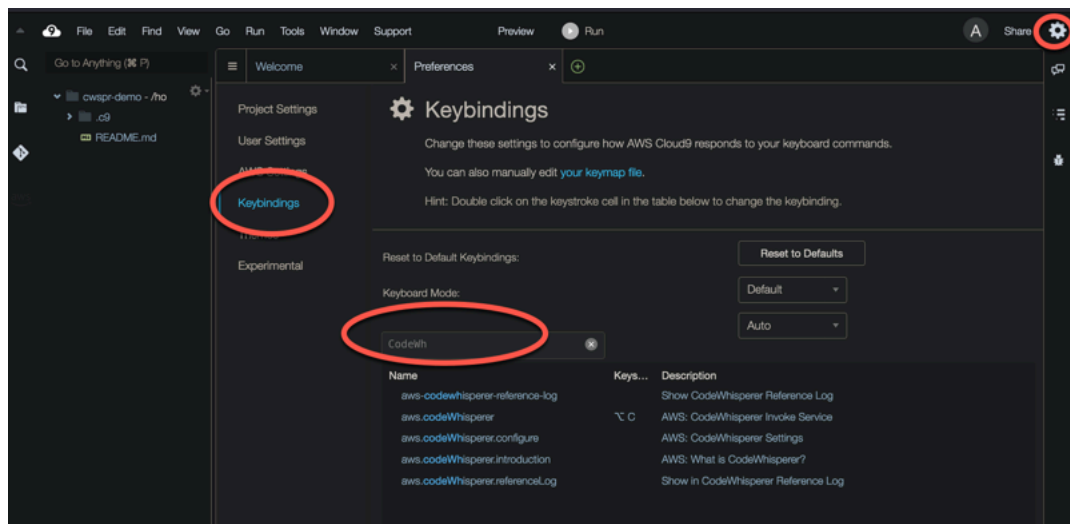 File Edit Find View Go Run Tools Window Support Preview Run A Share
Go to Anything (⌘ P)
Welcome
Preferences
cwspr-demo - /ho
.c9
README.md
Project Settings
User Settings
AWS Settings
Keybindings
Themes
Experimental
Keybindings
Change these settings to configure how AWS Cloud9 responds to your keyboard commands.
You can also manually edit your keymap file.
Hint: Double click on the keystroke cell in the table below to change the keybinding.
Reset to Default Keybindings: Reset to Defaults
Keyboard Mode: Default
Auto
CodeWh
Name Keys... Description
aws-codewhisperer-reference-log Show CodeWhisperer Reference Log
aws.codeWhisperer ⌥ C AWS: CodeWhisperer Invoke Service
aws.codeWhisperer.configure AWS: CodeWhisperer Settings
aws.codeWhisperer.introduction AWS: What is CodeWhisperer?
aws.codeWhisperer.referenceLog Show in CodeWhisperer Reference Log